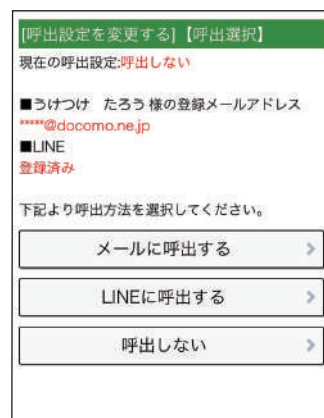 [呼出設定を変更する]【呼出選択】
現在の呼出設定:呼出しない
■うけつけ　たろう 様の登録メールアドレス
*****@docomo.ne.jp
■LINE
登録済み
下記より呼出方法を選択してください。
メールに呼出する
LINEに呼出する
呼出しない